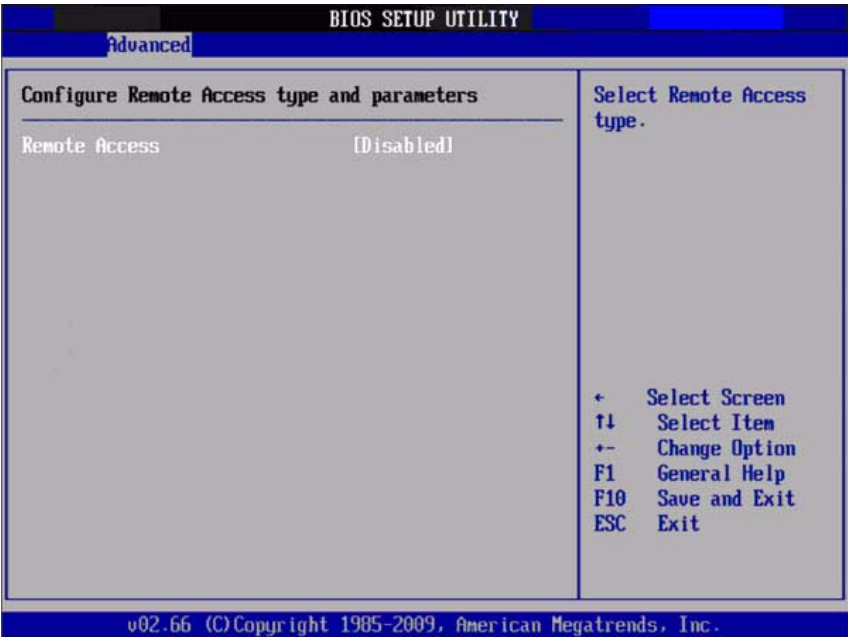 BIOS SETUP UTILITY
Advanced
Configure Remote Access type and parameters
Remote Access [Disabled]
Select Remote Access
type.
← Select Screen
↑↓ Select Item
+- Change Option
F1 General Help
F10 Save and Exit
ESC Exit
v02.66 (C)Copyright 1985-2009, American Megatrends, Inc.